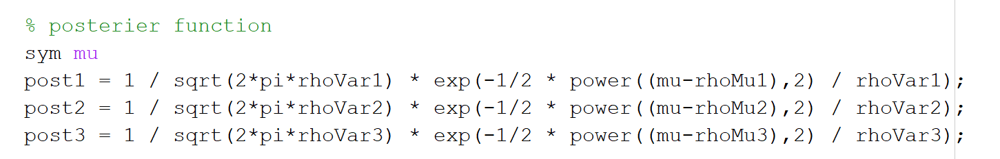 % posterier function
sym mu
post1 = 1 / sqrt(2*pi*rhoVar1) * exp(-1/2 * power((mu-rhoMu1),2) / rhoVar1);
post2 = 1 / sqrt(2*pi*rhoVar2) * exp(-1/2 * power((mu-rhoMu2),2) / rhoVar2);
post3 = 1 / sqrt(2*pi*rhoVar3) * exp(-1/2 * power((mu-rhoMu3),2) / rhoVar3);